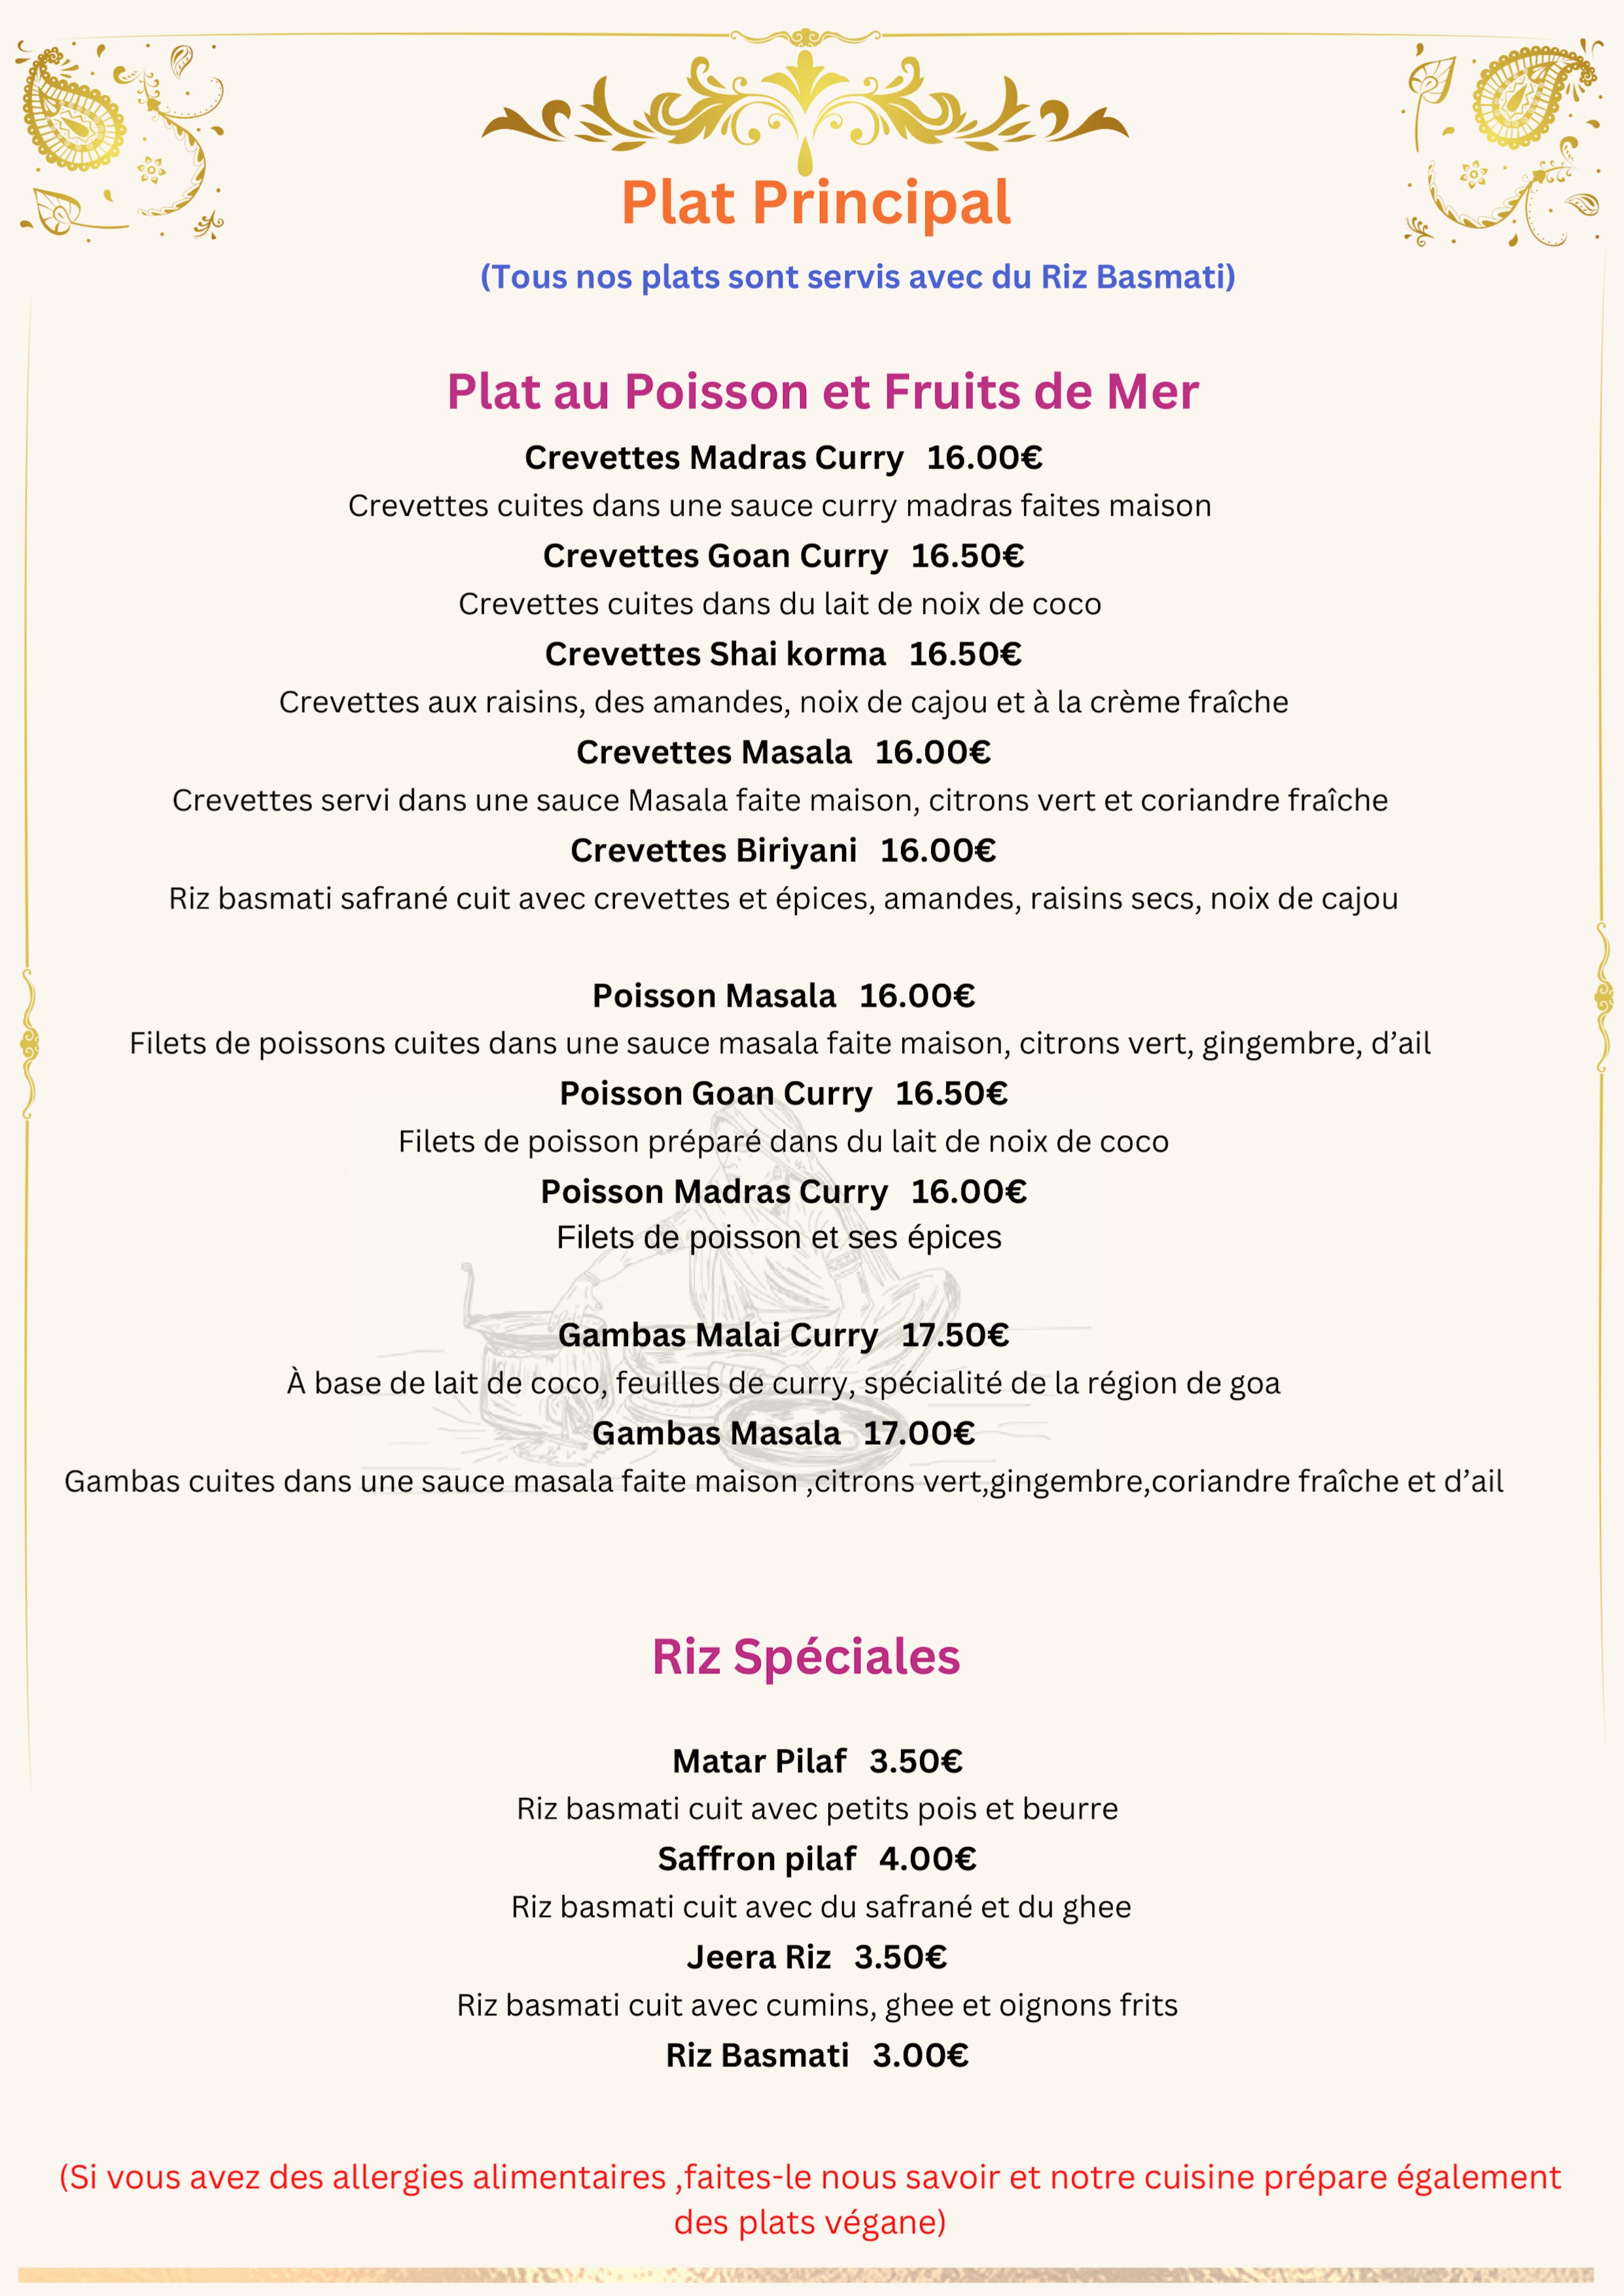 Plat Principal
(Tous nos plats sont servis avec du Riz Basmati)
Plat au Poisson et Fruits de Mer
Crevettes Madras Curry 16.00€
Crevettes cuites dans une sauce curry madras faites maison
Crevettes Goan Curry 16.50€
Crevettes cuites dans du lait de noix de coco
Crevettes Shai korma 16.50€
Crevettes aux raisins, des amandes, noix de cajou et à la crème fraîche
Crevettes Masala 16.00€
Crevettes servi dans une sauce Masala faite maison, citrons vert et coriandre fraîche
Crevettes Biriyani 16.00€
Riz basmati safrané cuit avec crevettes et épices, amandes, raisins secs, noix de cajou
Poisson Masala 16.00€
Filets de poissons cuites dans une sauce masala faite maison, citrons vert, gingembre, d’ail
Poisson Goan Curry 16.50€
Filets de poisson préparé dans du lait de noix de coco
Poisson Madras Curry 16.00€
Filets de poisson et ses épices
Gambas Malai Curry 17.50€
À base de lait de coco, feuilles de curry, spécialité de la région de goa
Gambas Masala 17.00€
Gambas cuites dans une sauce masala faite maison ,citrons vert,gingembre,coriandre fraîche et d’ail
Riz Spéciales
Matar Pilaf 3.50€
Riz basmati cuit avec petits pois et beurre
Saffron pilaf 4.00€
Riz basmati cuit avec du safrané et du ghee
Jeera Riz 3.50€
Riz basmati cuit avec cumins, ghee et oignons frits
Riz Basmati 3.00€
(Si vous avez des allergies alimentaires ,faites-le nous savoir et notre cuisine prépare également
des plats végane)